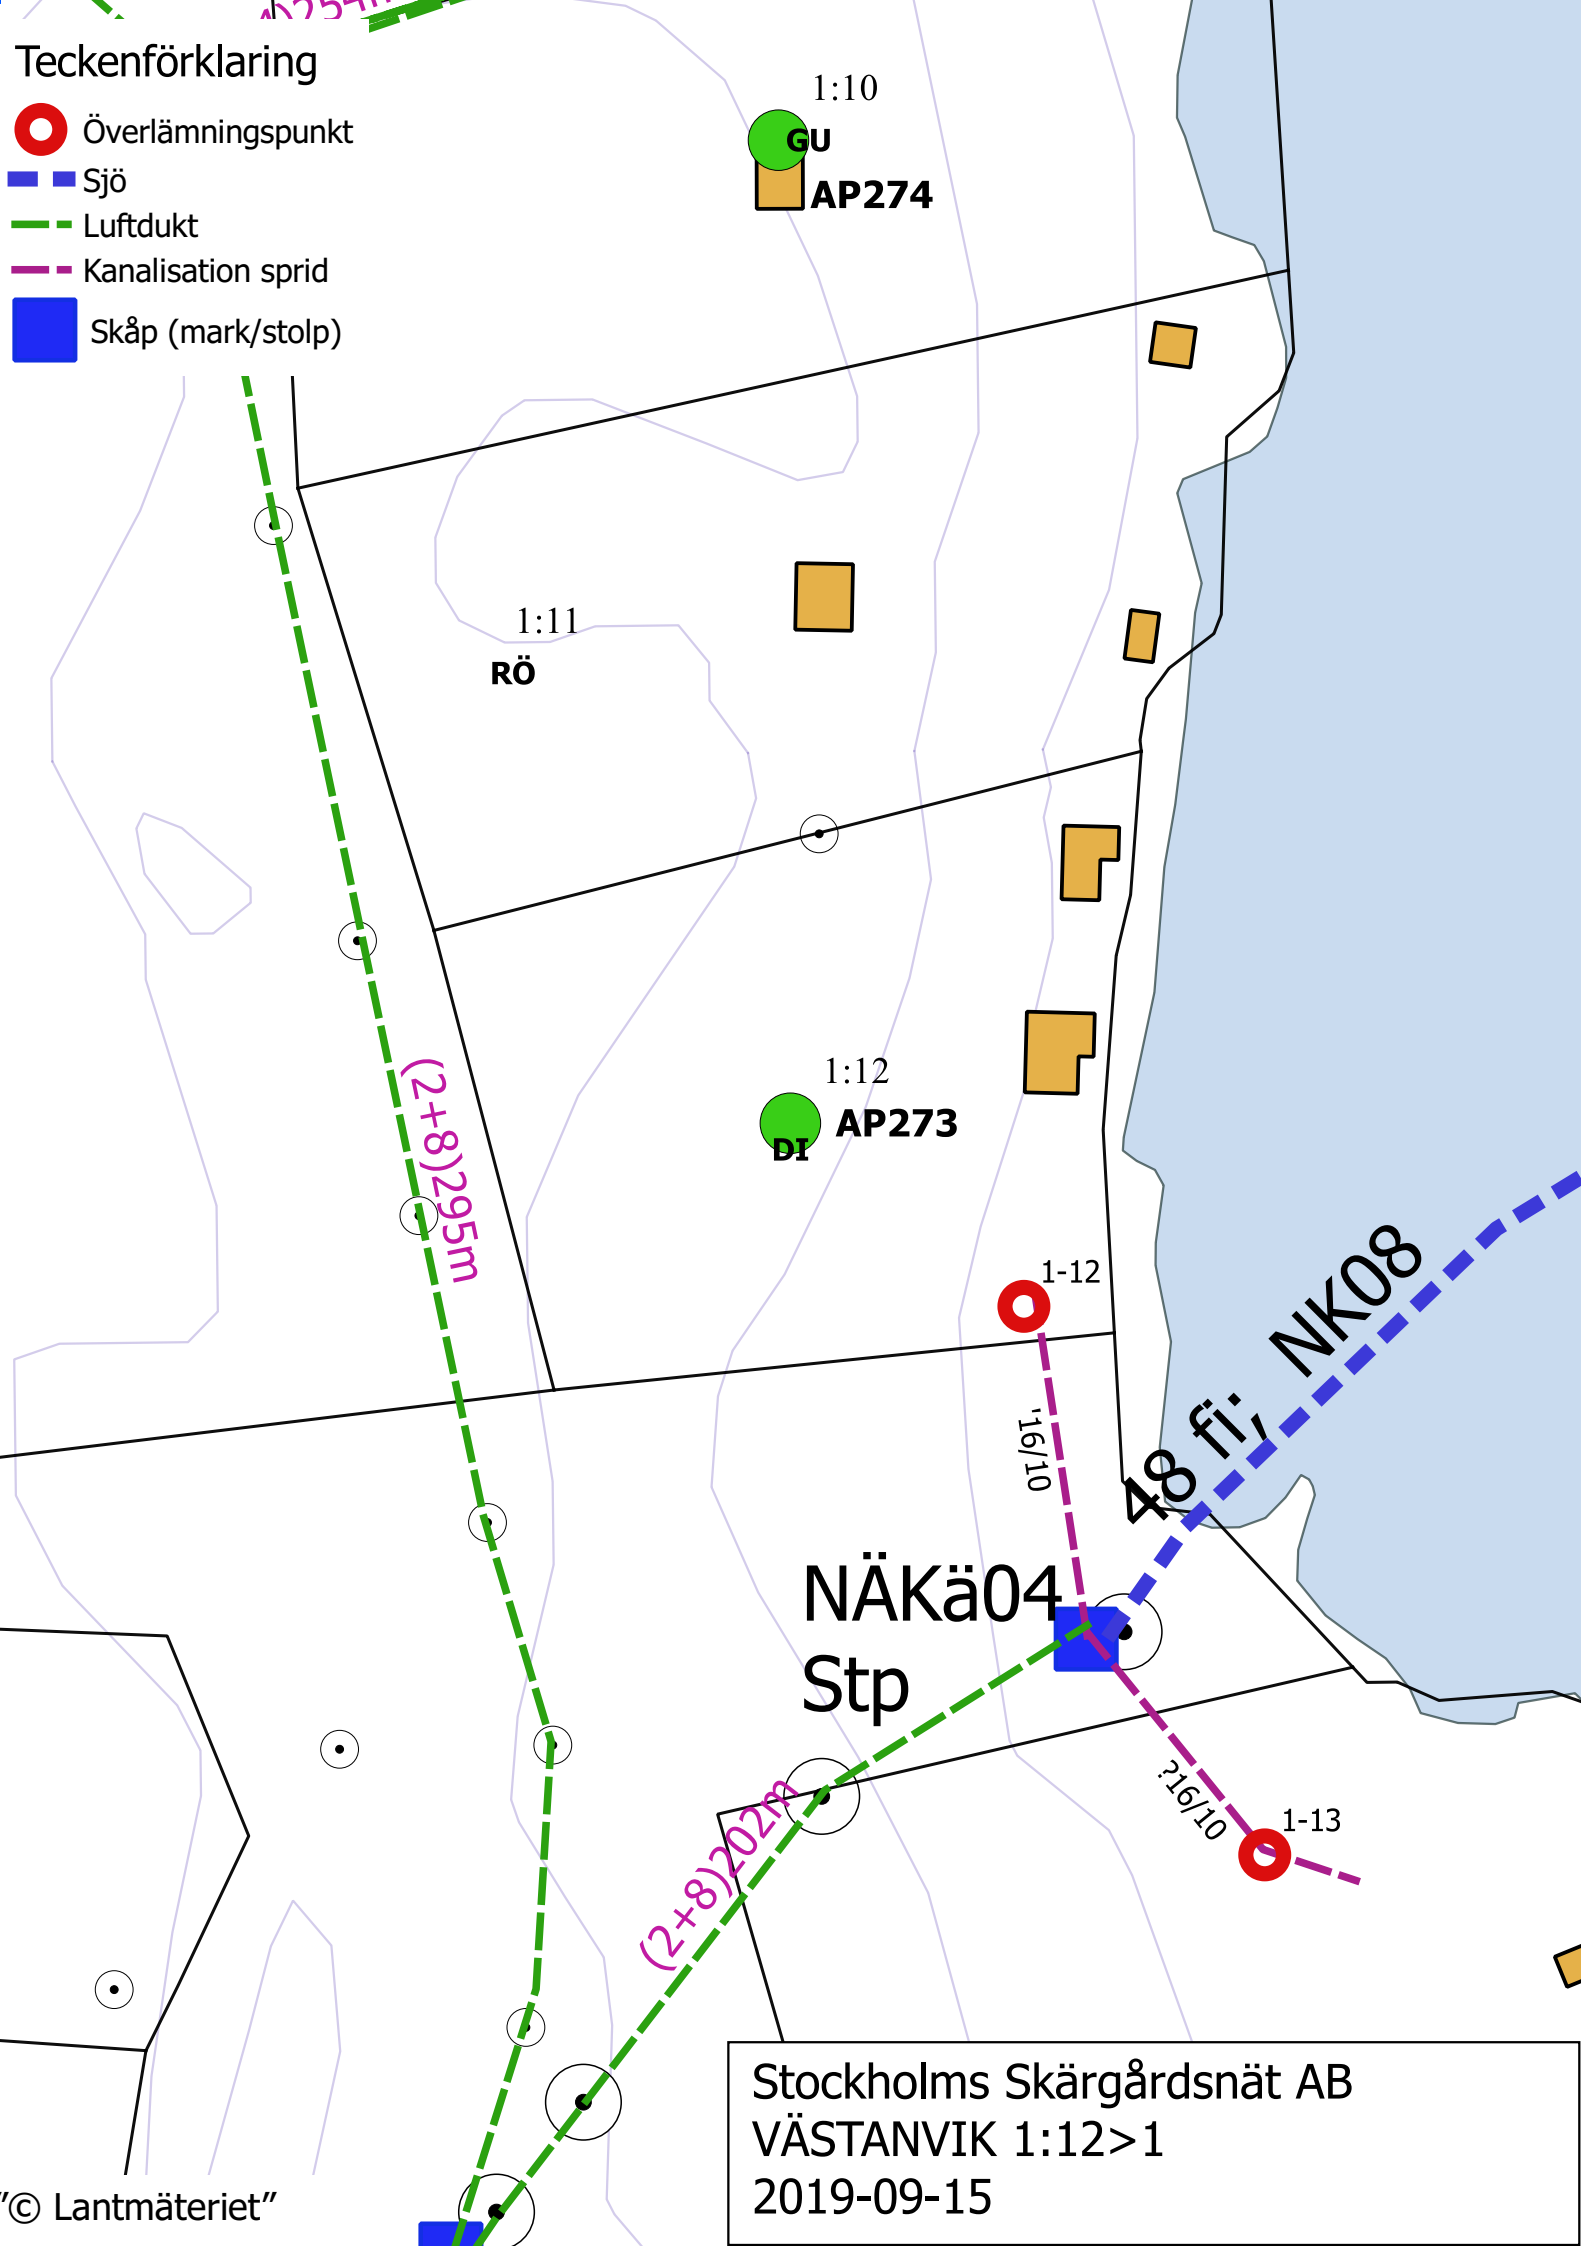 Teckenförklaring
Överlämningspunkt
Sjö
Luftdukt
Kanalisation sprid
Skåp (mark/stolp)
1:10
GU
AP274
1:11
RÖ
(2+8)295m
1:12
AP273
DI
1-12
'16/10
48 fi; NK08
NÄKä04
Stp
?16/10
1-13
(2+8)202m
Stockholms Skärgårdsnät AB
VÄSTANVIK 1:12>1
2019-09-15
"© Lantmäteriet"